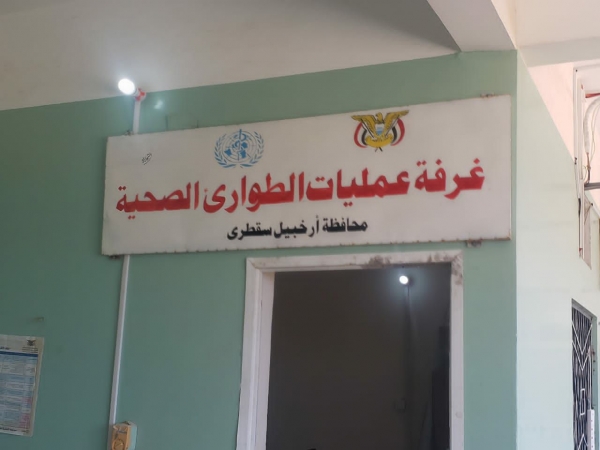 غرفة عمليات الطوارئ الصحية
محافظة أرخبيل سقطرى